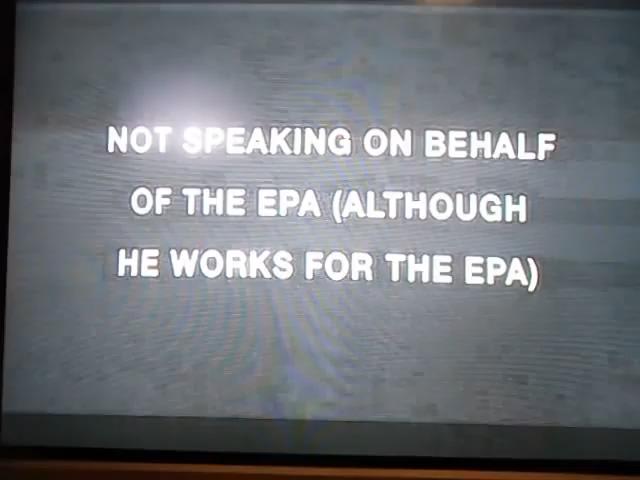 NOT SPEAKING ON BEHALF
OF THE EPA (ALTHOUGH
HE WORKS FOR THE EPA)